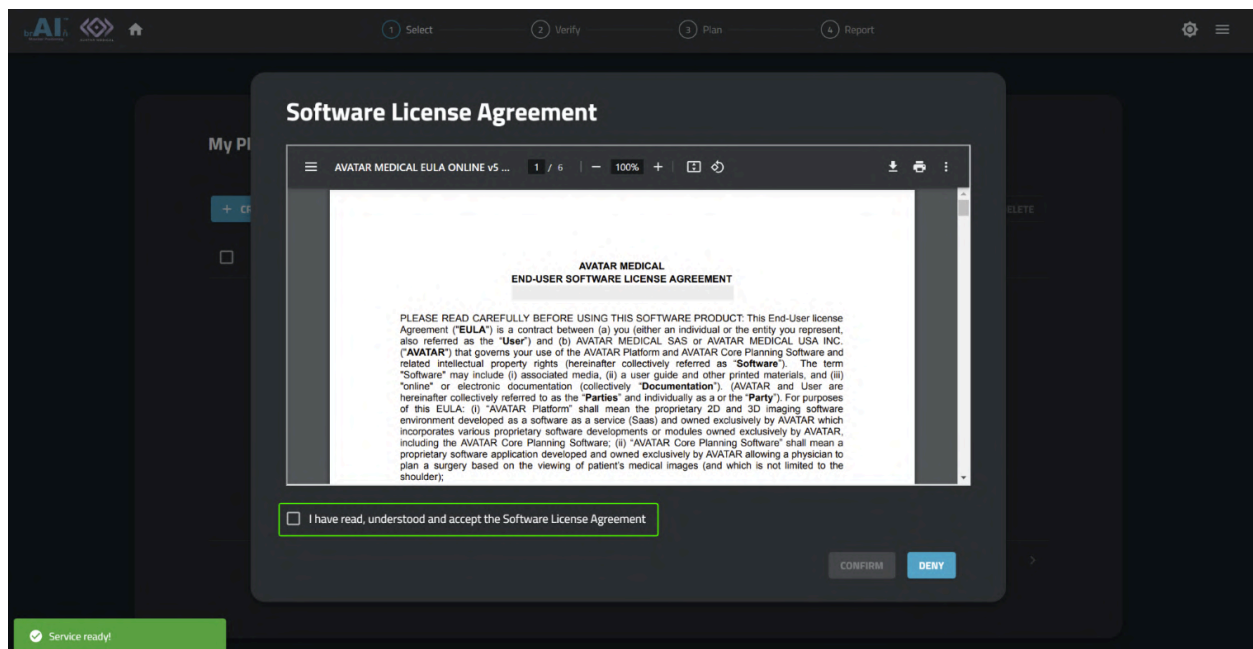 AI
1 Select
2 Verify
3 Plan
4 Report
Software License Agreement
My Pl
AVATAR MEDICAL EULA ONLINE v5 ... 1 / 6 100%
+ CR
ELETE
AVATAR MEDICAL
END-USER SOFTWARE LICENSE AGREEMENT
PLEASE READ CAREFULLY BEFORE USING THIS SOFTWARE PRODUCT: This End-User license
Agreement ("EULA") is a contract between (a) you (either an individual or the entity you represent,
also referred as the "User") and (b) AVATAR MEDICAL SAS or AVATAR MEDICAL USA INC.
("AVATAR") that governs your use of the AVATAR Platform and AVATAR Core Planning Software and
related intellectual property rights (hereinafter collectively referred as "Software"). The term
"Software" may include (i) associated media, (ii) a user guide and other printed materials, and (iii)
"online" or electronic documentation (collectively "Documentation"). (AVATAR and User are
hereinafter collectively referred to as the "Parties" and individually as a or the "Party"). For purposes
of this EULA: (i) "AVATAR Platform" shall mean the proprietary 2D and 3D imaging software
environment developed as a software as a service (Saas) and owned exclusively by AVATAR which
incorporates various proprietary software developments or modules owned exclusively by AVATAR,
including the AVATAR Core Planning Software; (ii) "AVATAR Core Planning Software" shall mean a
proprietary software application developed and owned exclusively by AVATAR allowing a physician to
plan a surgery based on the viewing of patient's medical images (and which is not limited to the
shoulder);
I have read, understood and accept the Software License Agreement
CONFIRM
DENY
Service ready!